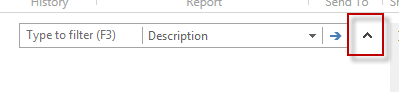 History Report Send To
Type to filter (F3) Description